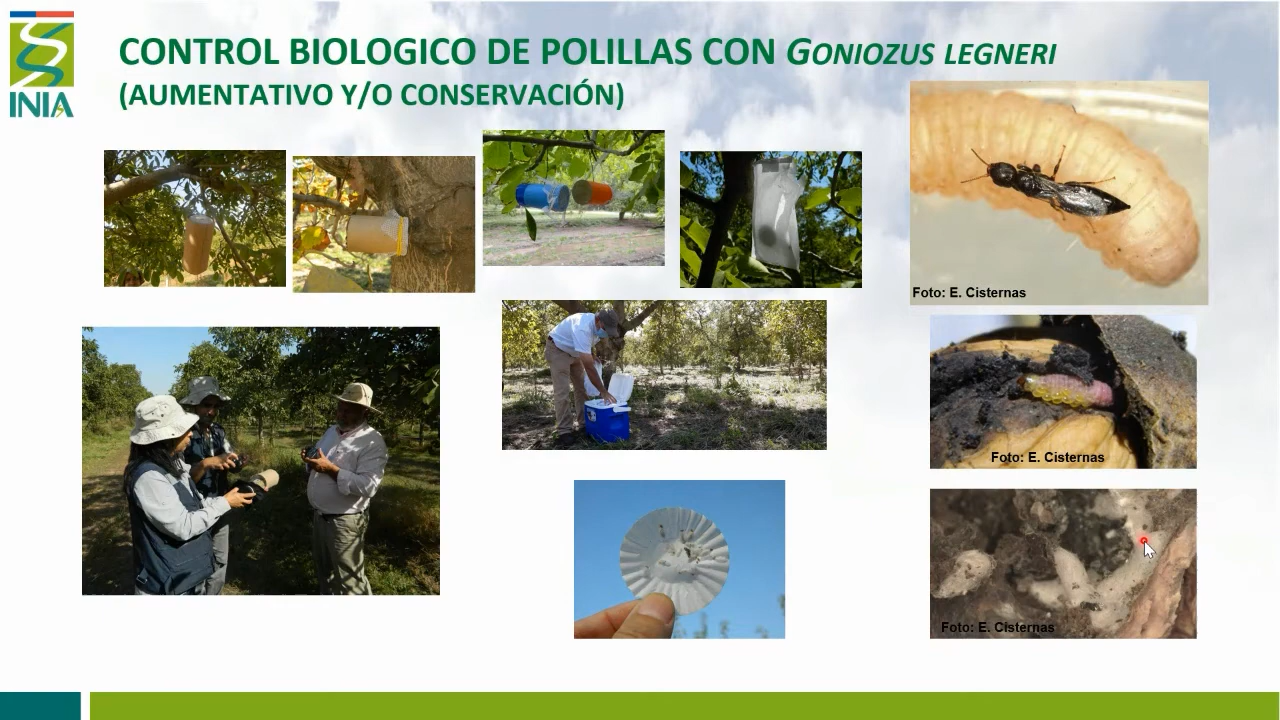 INIA
CONTROL BIOLOGICO DE POLILLAS CON GONIOZUS LEGNERI
(AUMENTATIVO Y/O CONSERVACIÓN)
Foto: E. Cisternas
Foto: E. Cisternas
Foto: E. Cisternas